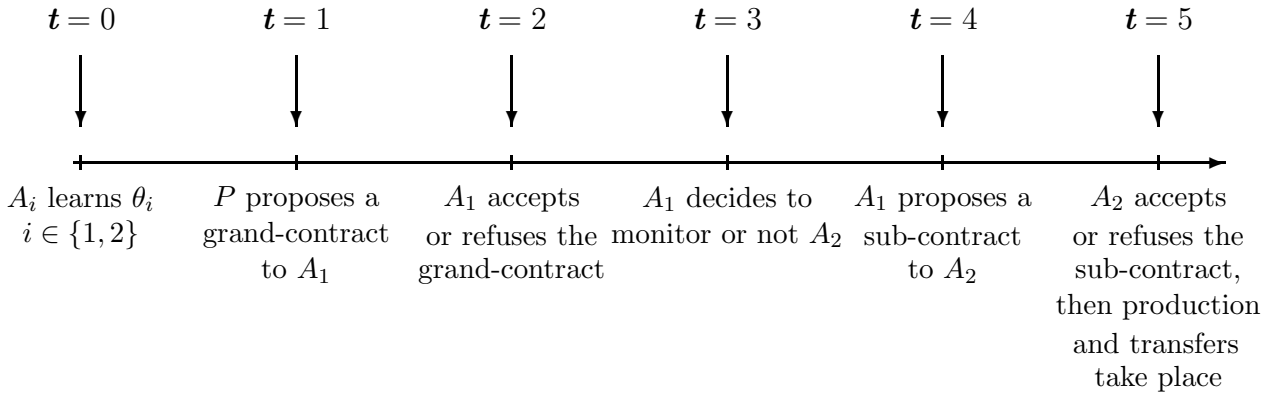 t = 0
t = 1
t = 2
t = 3
t = 4
t = 5
A_i learns θ_i
i ∈ {1, 2}
P proposes a
grand-contract
to A_1
A_1 accepts
or refuses the
grand-contract
A_1 decides to
monitor or not A_2
A_1 proposes a
sub-contract
to A_2
A_2 accepts
or refuses the
sub-contract,
then production
and transfers
take place